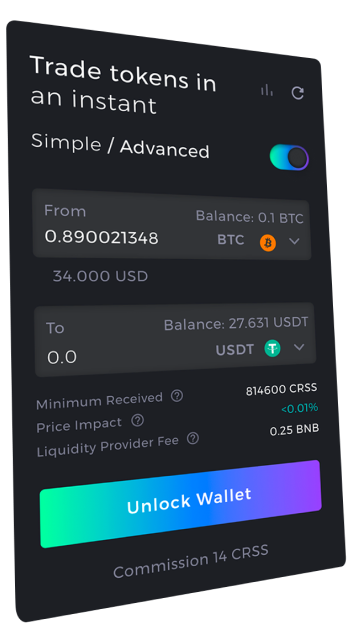 Trade tokens in
an instant
Simple / Advanced
From
Balance: 0.1 BTC
0.890021348
BTC
34.000 USD
To
Balance: 27.631 USDT
0.0
USDT
Minimum Received
814600 CRSS
Price Impact
<0.01%
Liquidity Provider Fee
0.25 BNB
Unlock Wallet
Commission 14 CRSS